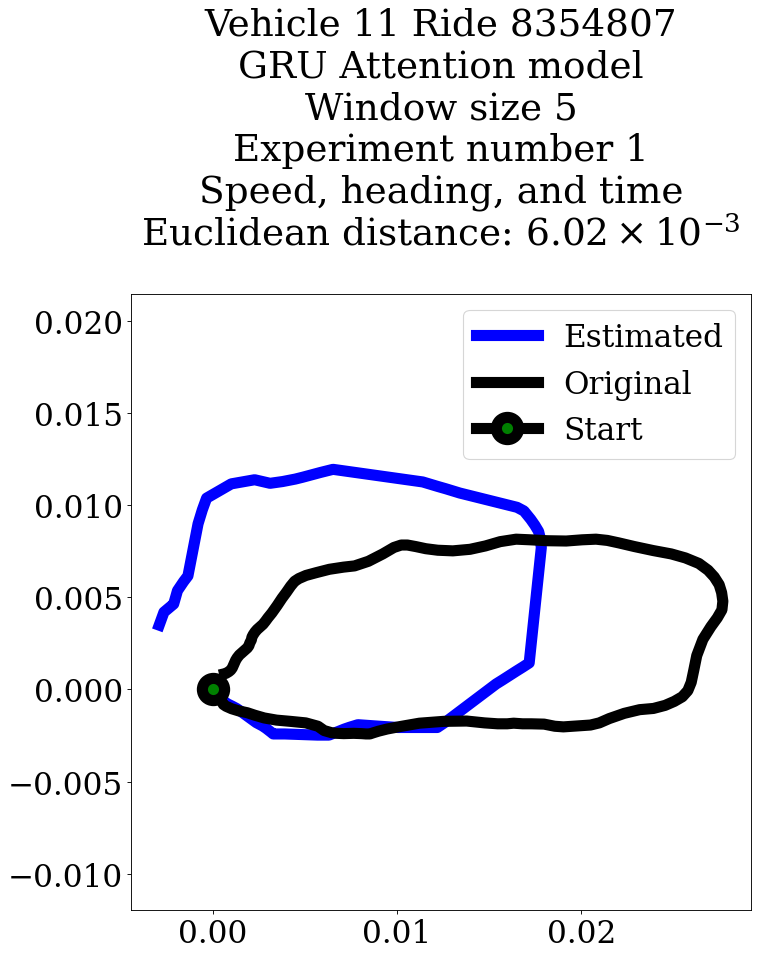 Vehicle 11 Ride 8354807
GRU Attention model
Window size 5
Experiment number 1
Speed, heading, and time
Euclidean distance: 6.02 × 10⁻³
Estimated
Original
Start
0.020
0.015
0.010
0.005
0.000
−0.005
−0.010
0.00 0.01 0.02